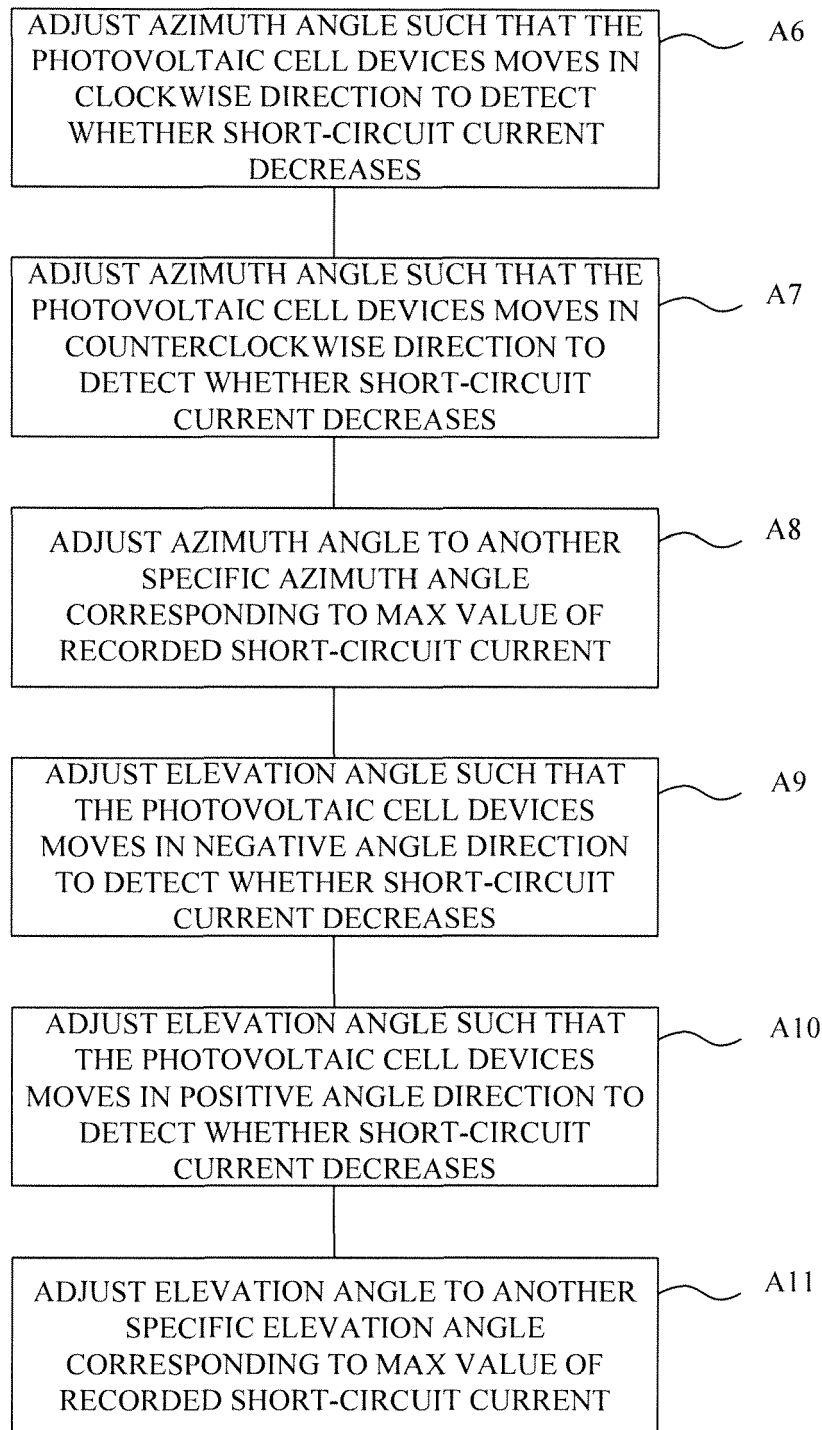 ADJUST AZIMUTH ANGLE SUCH THAT THE
PHOTOVOLTAIC CELL DEVICES MOVES IN
CLOCKWISE DIRECTION TO DETECT
WHETHER SHORT-CIRCUIT CURRENT
DECREASES
A6
ADJUST AZIMUTH ANGLE SUCH THAT THE
PHOTOVOLTAIC CELL DEVICES MOVES IN
COUNTERCLOCKWISE DIRECTION TO
DETECT WHETHER SHORT-CIRCUIT
CURRENT DECREASES
A7
ADJUST AZIMUTH ANGLE TO ANOTHER
SPECIFIC AZIMUTH ANGLE
CORRESPONDING TO MAX VALUE OF
RECORDED SHORT-CIRCUIT CURRENT
A8
ADJUST ELEVATION ANGLE SUCH THAT
THE PHOTOVOLTAIC CELL DEVICES
MOVES IN NEGATIVE ANGLE DIRECTION
TO DETECT WHETHER SHORT-CIRCUIT
CURRENT DECREASES
A9
ADJUST ELEVATION ANGLE SUCH THAT
THE PHOTOVOLTAIC CELL DEVICES
MOVES IN POSITIVE ANGLE DIRECTION TO
DETECT WHETHER SHORT-CIRCUIT
CURRENT DECREASES
A10
ADJUST ELEVATION ANGLE TO ANOTHER
SPECIFIC ELEVATION ANGLE
CORRESPONDING TO MAX VALUE OF
RECORDED SHORT-CIRCUIT CURRENT
A11